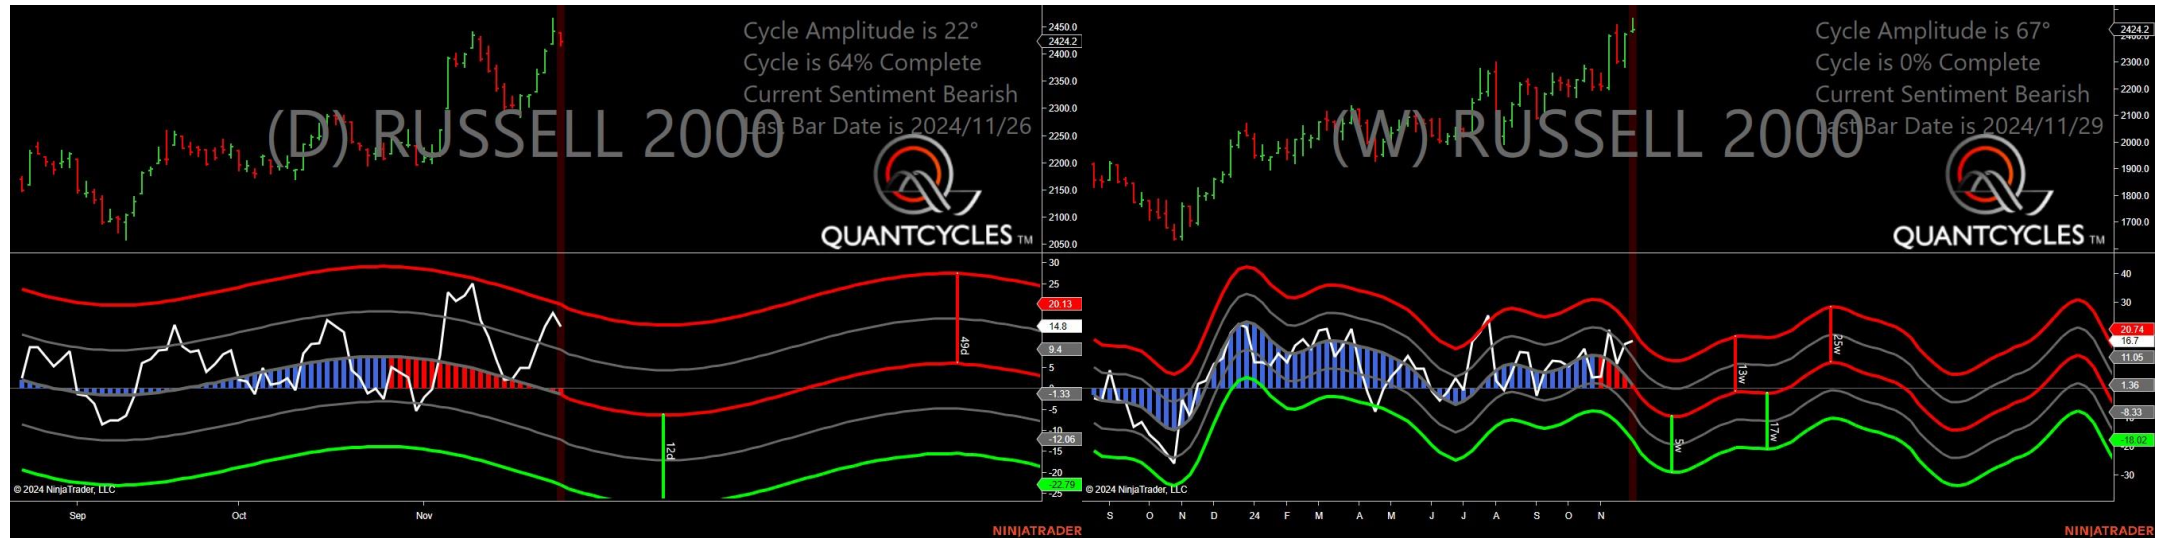 Cycle Amplitude is 22°
Cycle is 64% Complete
Current Sentiment Bearish
Last Bar Date is 2024/11/26
(D) RUSSELL 2000
QUANTCYCLES TM
2450.0
2424.2
2400.0
2350.0
2300.0
2250.0
2200.0
2150.0
2100.0
2050.0
30
25
20.13
14.8
9.4
5
-1.33
-5
-10
-12.06
-15
-20
-22.79
-25
49d
12d
© 2024 NinjaTrader, LLC
Sep
Oct
Nov
NINJATRADER
Cycle Amplitude is 67°
Cycle is 0% Complete
Current Sentiment Bearish
Last Bar Date is 2024/11/29
(W) RUSSELL 2000
QUANTCYCLES TM
2424.2
2300.0
2200.0
2100.0
2000.0
1900.0
1800.0
1700.0
40
30
20.74
16.7
11.05
1.36
-8.33
-18.02
-20
-30
13w
25w
5w
17w
© 2024 NinjaTrader, LLC
S O N D 24 F M A M J J A S O N
NINJATRADER